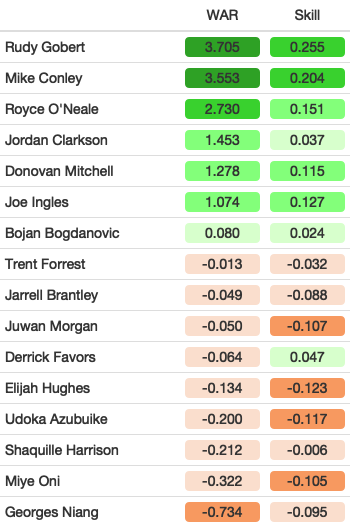 WAR Skill
Rudy Gobert 3.705 0.255
Mike Conley 3.553 0.204
Royce O'Neale 2.730 0.151
Jordan Clarkson 1.453 0.037
Donovan Mitchell 1.278 0.115
Joe Ingles 1.074 0.127
Bojan Bogdanovic 0.080 0.024
Trent Forrest -0.013 -0.032
Jarrell Brantley -0.049 -0.088
Juwan Morgan -0.050 -0.107
Derrick Favors -0.064 0.047
Elijah Hughes -0.134 -0.123
Udoka Azubuike -0.200 -0.117
Shaquille Harrison -0.212 -0.006
Miye Oni -0.322 -0.105
Georges Niang -0.734 -0.095